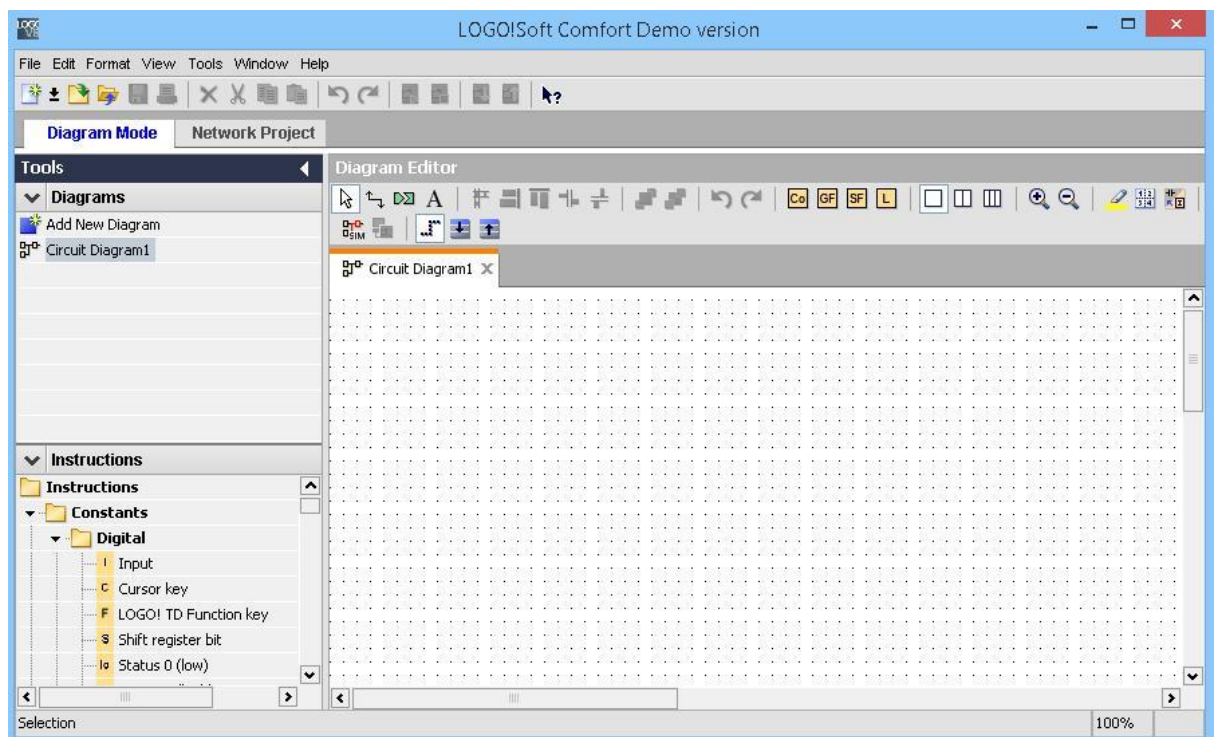 LOGO!Soft Comfort Demo version
File Edit Format View Tools Window Help
Diagram Mode Network Project
Tools
Diagram Editor
Diagrams
A
Co GF SF L
Add New Diagram
SIM
Circuit Diagram1
Circuit Diagram1
Instructions
Instructions
Constants
Digital
I Input
C Cursor key
F LOGO! TD Function key
S Shift register bit
lo Status 0 (low)
Selection
100%